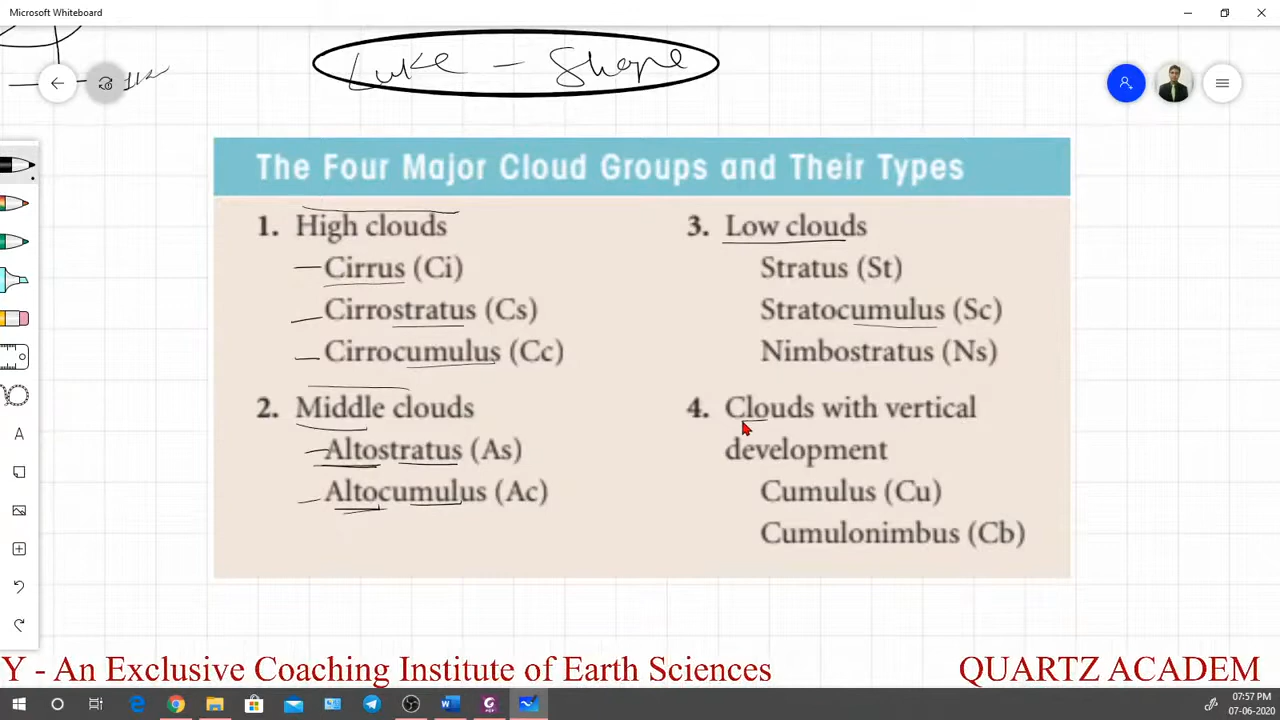 Microsoft Whiteboard
Luke - Shape
The Four Major Cloud Groups and Their Types
1. High clouds
Cirrus (Ci)
Cirrostratus (Cs)
Cirrocumulus (Cc)
2. Middle clouds
Altostratus (As)
Altocumulus (Ac)
3. Low clouds
Stratus (St)
Stratocumulus (Sc)
Nimbostratus (Ns)
4. Clouds with vertical
development
Cumulus (Cu)
Cumulonimbus (Cb)
Y - An Exclusive Coaching Institute of Earth Sciences QUARTZ ACADEM
07:57 PM
07-06-2020